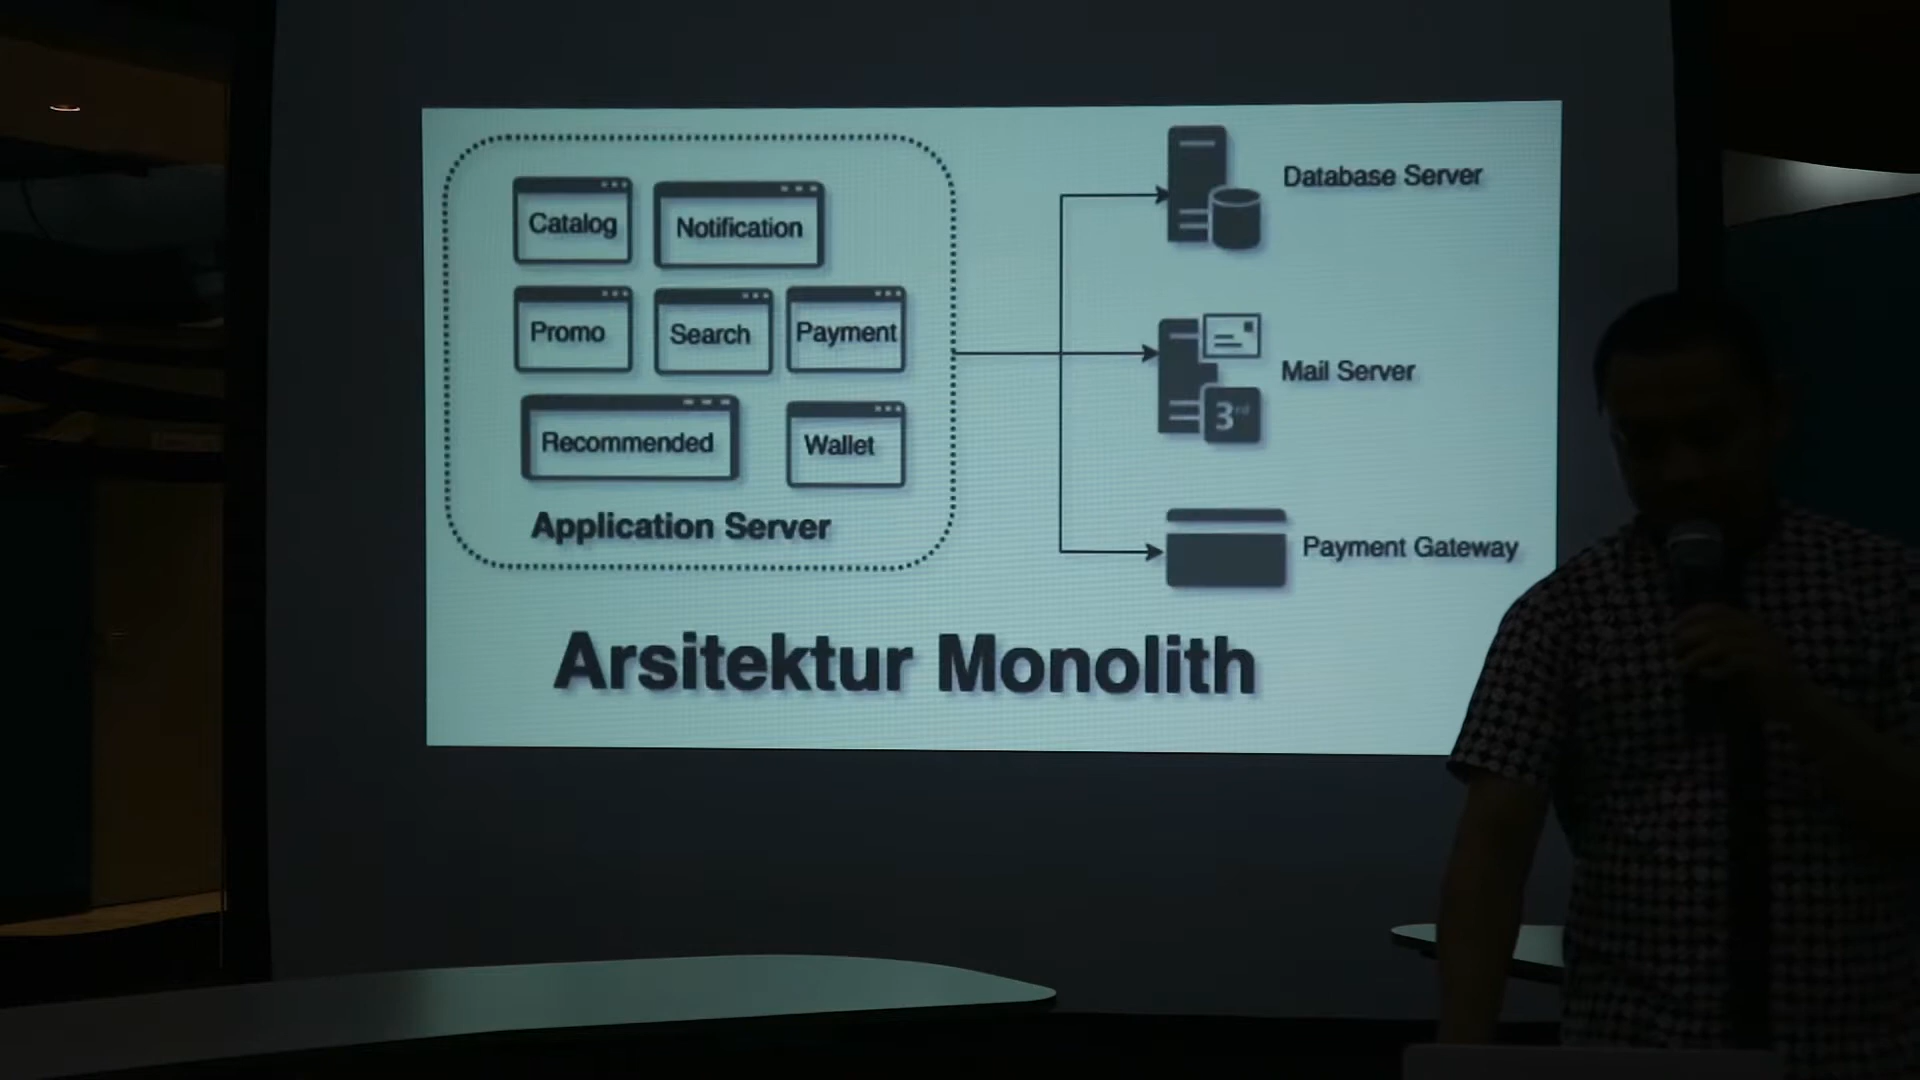 Catalog
Notification
Promo
Search
Payment
Recommended
Wallet
Application Server
Database Server
3rd
Mail Server
Payment Gateway
Arsitektur Monolith